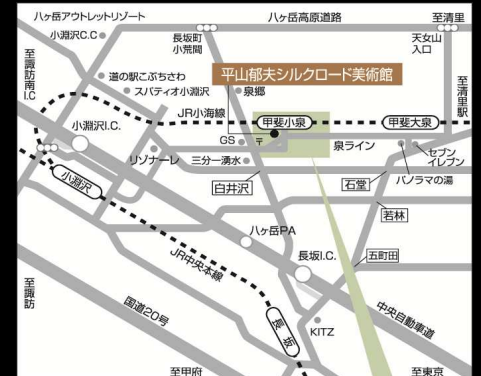 八ヶ岳アウトレットリゾート
八ヶ岳高原道路
至清里
小淵沢C.C
長坂町
小荒間
天女山
入口
至諏訪南I.C
道の駅こぶちさわ
スパティオ小淵沢
泉郷
平山郁夫シルクロード美術館
至清里駅
JR小海線
甲斐小泉
甲斐大泉
小淵沢I.C.
GS
〒
泉ライン
セブン
イレブン
リゾナーレ
三分一湧水
パノラマの湯
小淵沢
白井沢
石堂
若林
八ヶ岳PA
長坂I.C.
五町田
JR中央本線
至諏訪
国道20号
長坂
KITZ
中央自動車道
至甲府
至東京